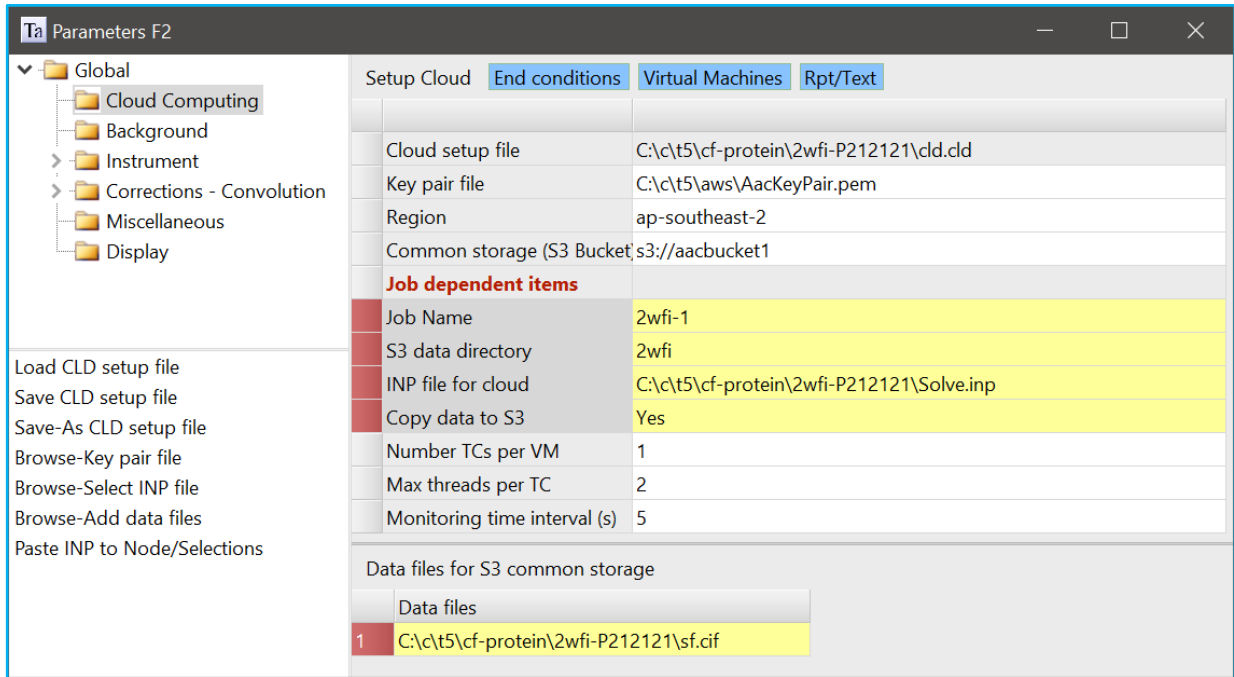 Ta Parameters F2
Global
Cloud Computing
Background
Instrument
Corrections - Convolution
Miscellaneous
Display
Load CLD setup file
Save CLD setup file
Save-As CLD setup file
Browse-Key pair file
Browse-Select INP file
Browse-Add data files
Paste INP to Node/Selections
Setup Cloud End conditions Virtual Machines Rpt/Text
Cloud setup file C:\c\t5\cf-protein\2wfi-P212121\cld.cld
Key pair file C:\c\t5\aws\AacKeyPair.pem
Region ap-southeast-2
Common storage (S3 Bucket) s3://aacbucket1
Job dependent items
Job Name 2wfi-1
S3 data directory 2wfi
INP file for cloud C:\c\t5\cf-protein\2wfi-P212121\Solve.inp
Copy data to S3 Yes
Number TCs per VM 1
Max threads per TC 2
Monitoring time interval (s) 5
Data files for S3 common storage
Data files
1 C:\c\t5\cf-protein\2wfi-P212121\sf.cif